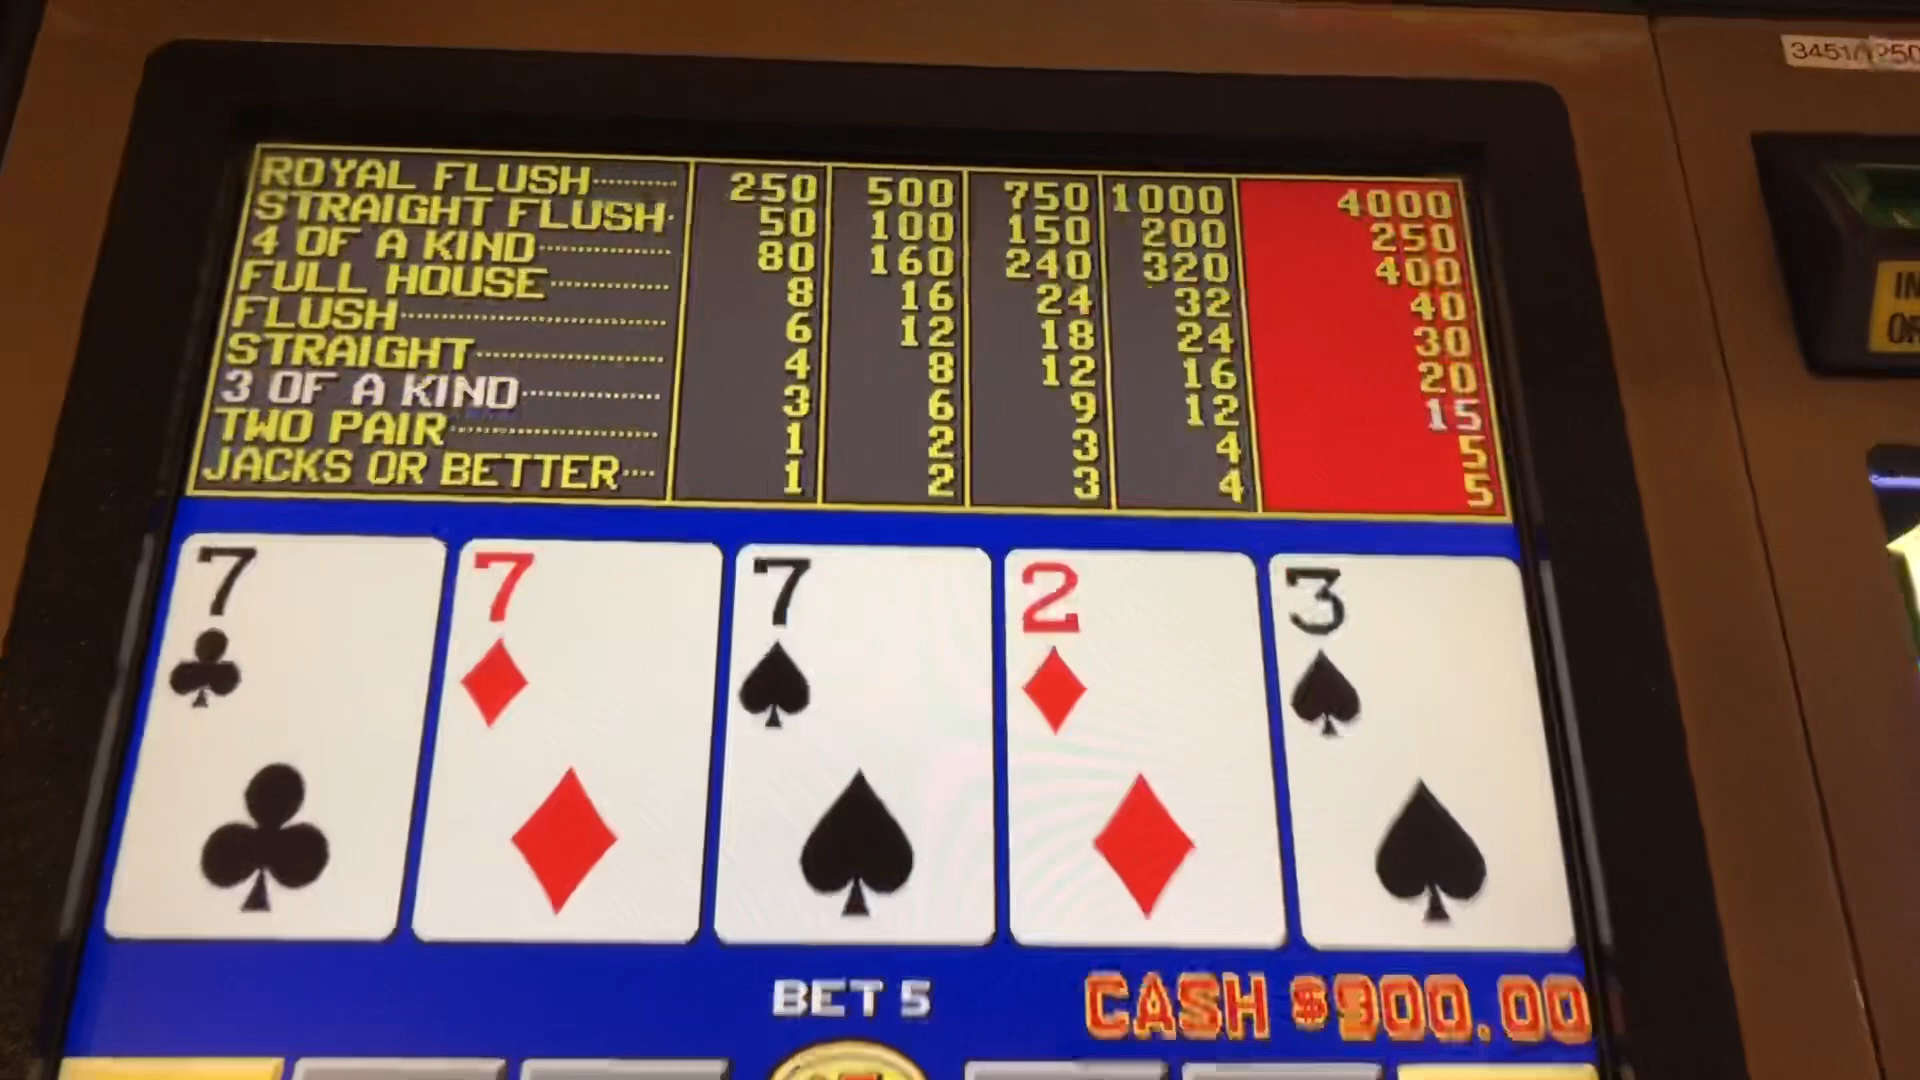 3451
ROYAL FLUSH 250 500 750 1000 4000
STRAIGHT FLUSH 50 100 150 200 250
4 OF A KIND 80 160 240 320 400
FULL HOUSE 8 16 24 32 40
FLUSH 6 12 18 24 30
STRAIGHT 4 8 12 16 20
3 OF A KIND 3 6 9 12 15
TWO PAIR 1 2 3 4 5
JACKS OR BETTER 1 2 3 4 5
7 7 7 2 3
BET 5 CASH $900.00